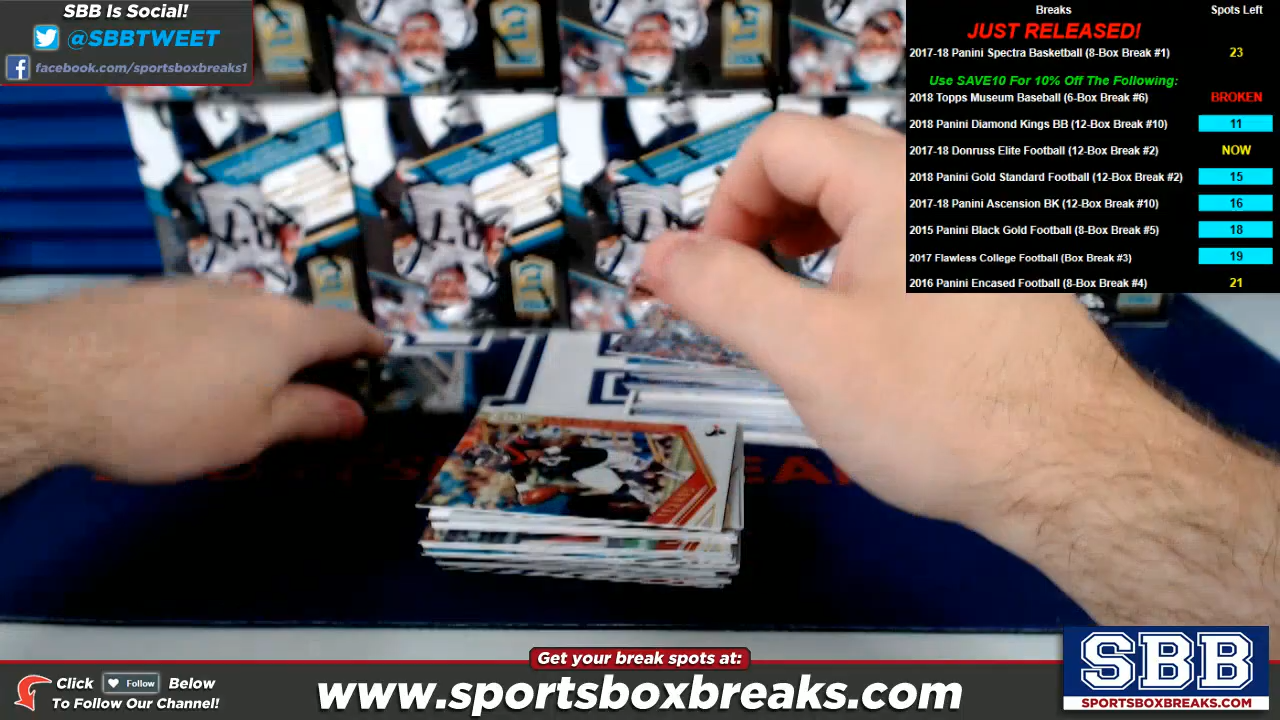 SBB Is Social!
@SBBTWEET
facebook.com/sportsboxbreaks1
Breaks Spots Left
JUST RELEASED!
2017-18 Panini Spectra Basketball (8-Box Break #1) 23
Use SAVE10 For 10% Off The Following:
2018 Topps Museum Baseball (6-Box Break #6) BROKEN
2018 Panini Diamond Kings BB (12-Box Break #10) 11
2017-18 Donruss Elite Football (12-Box Break #2) NOW
2018 Panini Gold Standard Football (12-Box Break #2) 15
2017-18 Panini Ascension BK (12-Box Break #10) 16
2015 Panini Black Gold Football (8-Box Break #5) 18
2017 Flawless College Football (Box Break #3) 19
2016 Panini Encased Football (8-Box Break #4) 21
Get your break spots at:
www.sportsboxbreaks.com
Click Follow Below
To Follow Our Channel!
SBB
SPORTSBOXBREAKS.COM